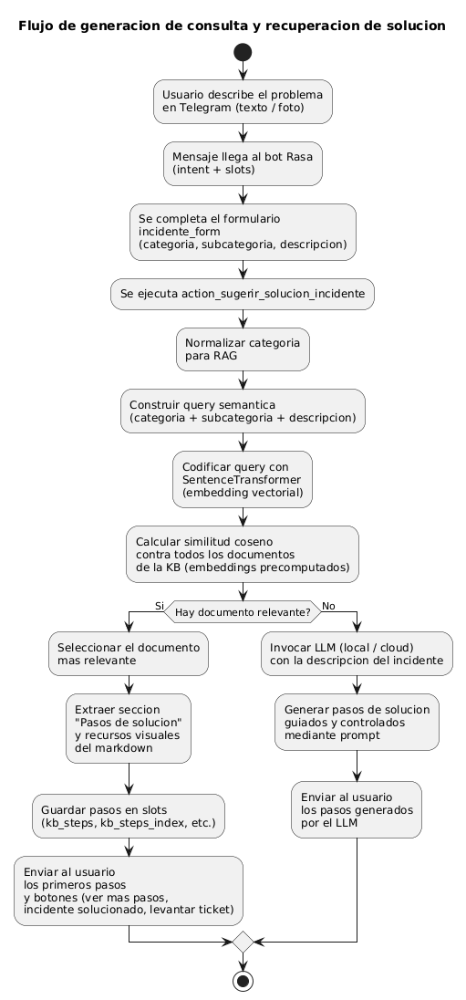 Flujo de generacion de consulta y recuperacion de solucion
Usuario describe el problema
en Telegram (texto / foto)
Mensaje llega al bot Rasa
(intent + slots)
Se completa el formulario
incidente_form
(categoria, subcategoria, descripcion)
Se ejecuta action_sugerir_solucion_incidente
Normalizar categoria
para RAG
Construir query semantica
(categoria + subcategoria + descripcion)
Codificar query con
SentenceTransformer
(embedding vectorial)
Calcular similitud coseno
contra todos los documentos
de la KB (embeddings precomputados)
Hay documento relevante?
Si
No
Seleccionar el documento
mas relevante
Extraer seccion
"Pasos de solucion"
y recursos visuales
del markdown
Guardar pasos en slots
(kb_steps, kb_steps_index, etc.)
Enviar al usuario
los primeros pasos
y botones (ver mas pasos,
incidente solucionado, levantar ticket)
Invocar LLM (local / cloud)
con la descripcion del incidente
Generar pasos de solucion
guiados y controlados
mediante prompt
Enviar al usuario
los pasos generados
por el LLM